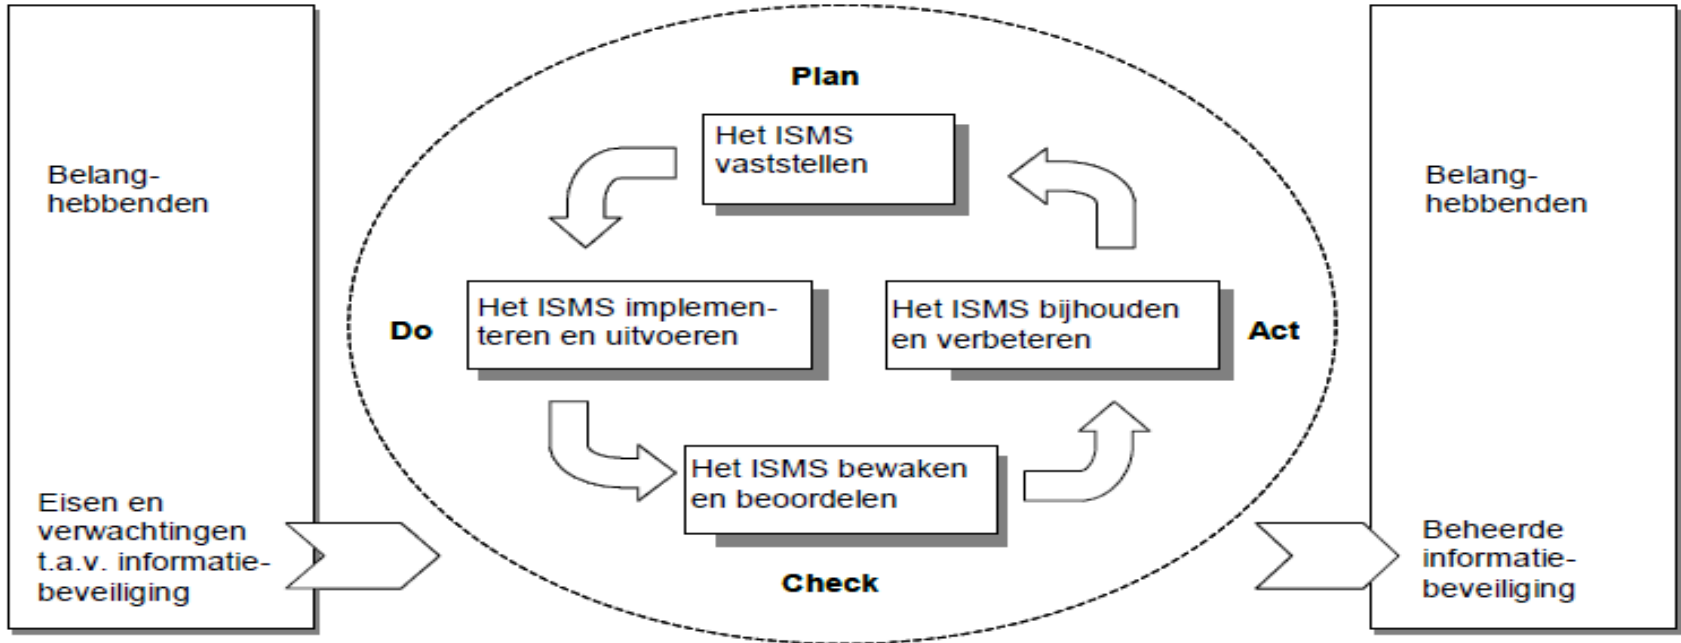 Belang-
hebbenden
Eisen en
verwachtingen
t.a.v. informatie-
beveiliging
Plan
Het ISMS
vaststellen
Do
Het ISMS implemen-
teren en uitvoeren
Het ISMS bijhouden
en verbeteren
Act
Het ISMS bewaken
en beoordelen
Check
Belang-
hebbenden
Beheerde
informatie-
beveiliging